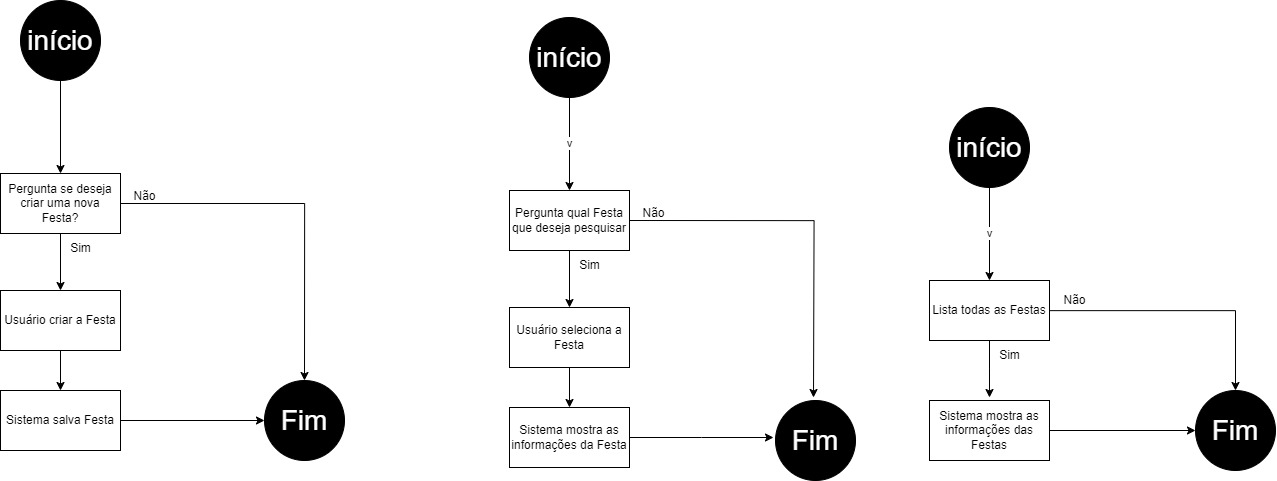 início
Pergunta se deseja
criar uma nova
Festa?
Não
Sim
Usuário criar a Festa
Sistema salva Festa
Fim
início
v
Pergunta qual Festa
que deseja pesquisar
Não
Sim
Usuário seleciona a
Festa
Sistema mostra as
informações da Festa
Fim
início
v
Lista todas as Festas
Não
Sim
Sistema mostra as
informações das
Festas
Fim